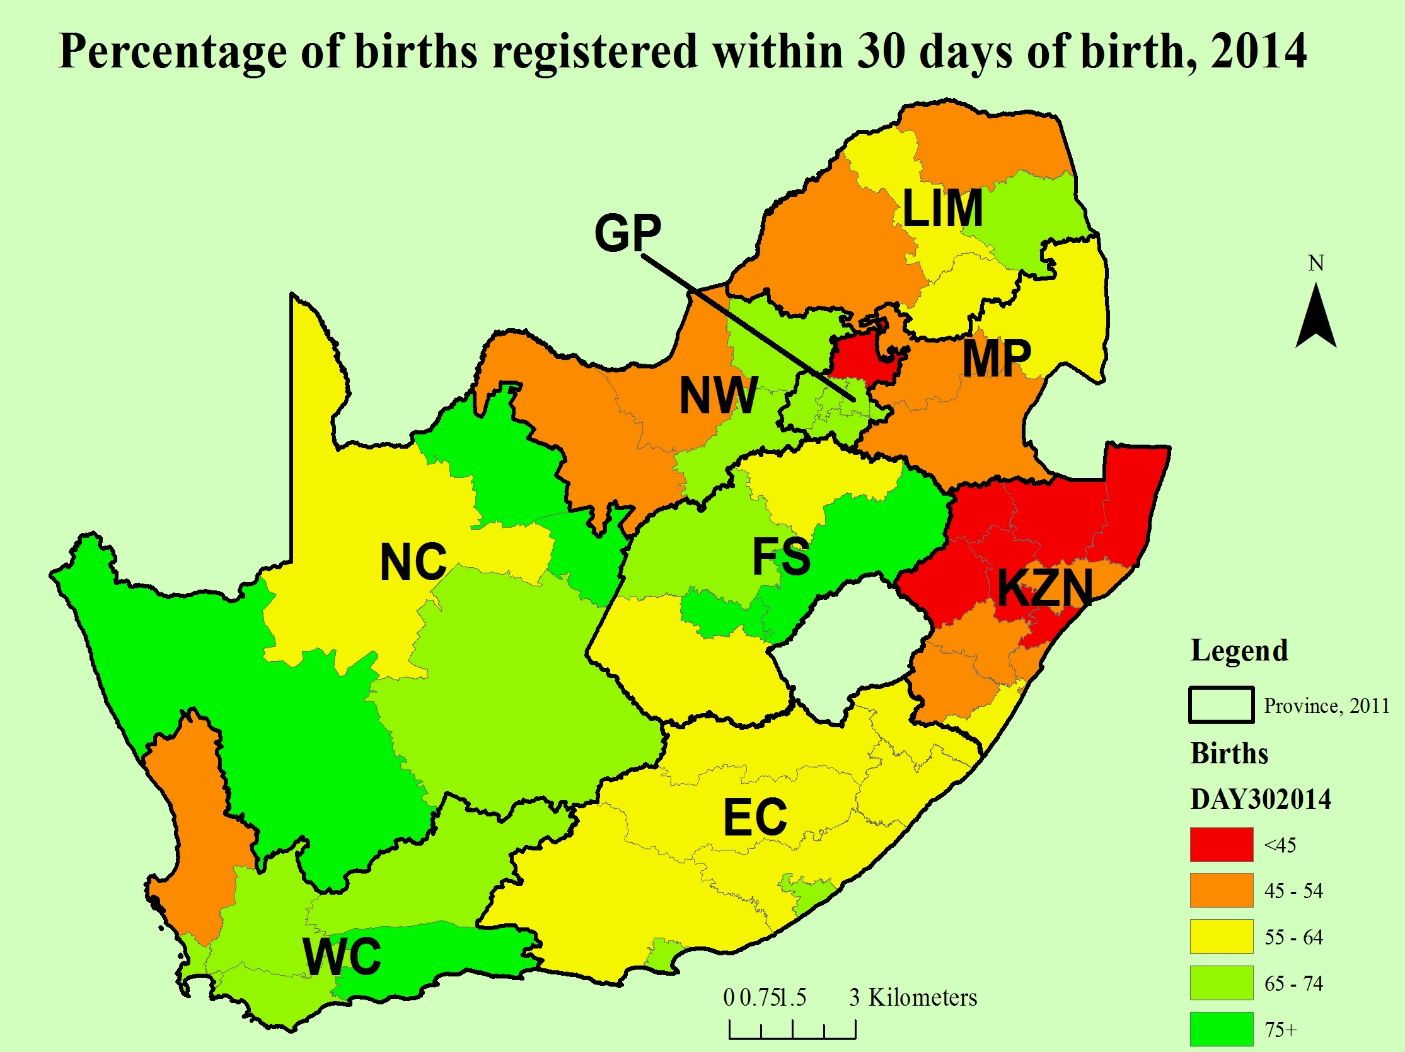 Percentage of births registered within 30 days of birth, 2014
LIM
GP
N
MP
NW
FS
NC
KZN
Legend
Province, 2011
Births
DAY302014
EC
<45
45 - 54
55 - 64
WC
65 - 74
0 0.75 1.5 3 Kilometers
75+